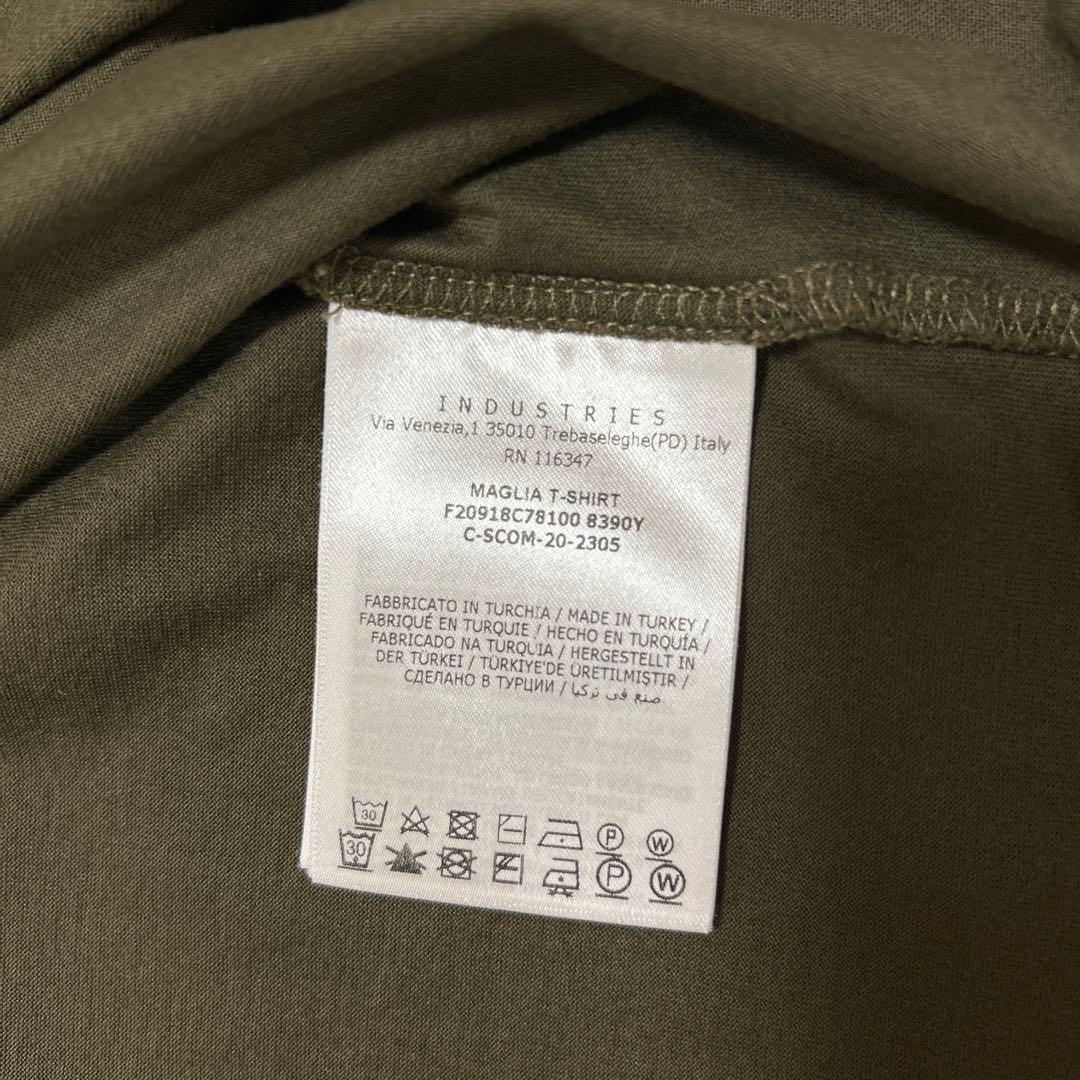 INDUSTRIES
Via Venezia,1 35010 Trebaseleghe(PD) Italy
RN 116347
MAGLIA T-SHIRT
F20918C78100 8390Y
C-SCOM-20-2305
FABBRICATO IN TURCHIA / MADE IN TURKEY /
FABRIQUÉ EN TURQUIE / HECHO EN TURQUÍA /
FABRICADO NA TURQUIA / HERGESTELLT IN
DER TÜRKEI / TÜRKIYE'DE ÜRETILMIŞTIR /
СДЕЛАНО В ТУРЦИИ / صنع في تركيا
30 P W
30 P W